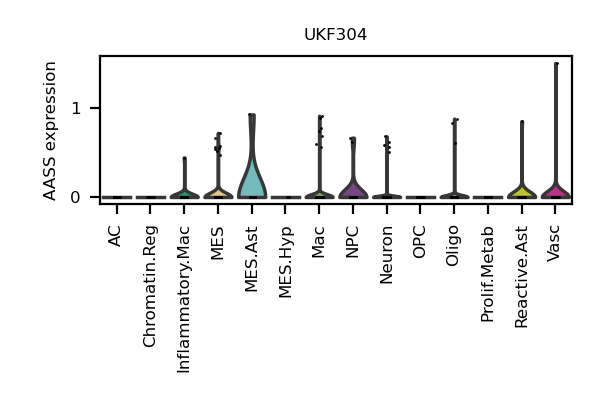 UKF304
AASS expression
1
0
AC
Chromatin.Reg
Inflammatory.Mac
MES
MES.Ast
MES.Hyp
Mac
NPC
Neuron
OPC
Oligo
Prolif.Metab
Reactive.Ast
Vasc